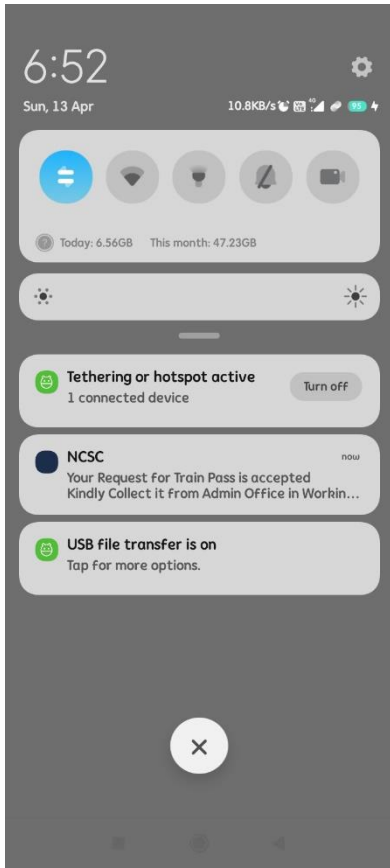 6:52
Sun, 13 Apr
10.8KB/s 4G 95
Today: 6.56GB This month: 47.23GB
Tethering or hotspot active
1 connected device
Turn off
NCSC
now
Your Request for Train Pass is accepted
Kindly Collect it from Admin Office in Workin...
USB file transfer is on
Tap for more options.